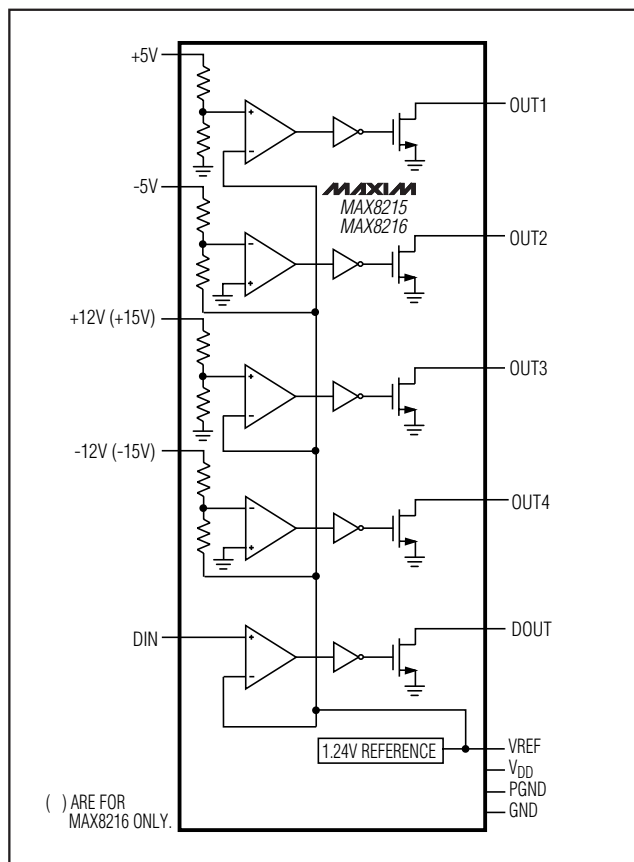 +5V
+
-
OUT1
-5V
MAXIM
MAX8215
MAX8216
-
+
OUT2
+12V (+15V)
+
-
OUT3
-12V (-15V)
-
+
OUT4
DIN
+
-
DOUT
1.24V REFERENCE
VREF
VDD
PGND
GND
( ) ARE FOR
MAX8216 ONLY.